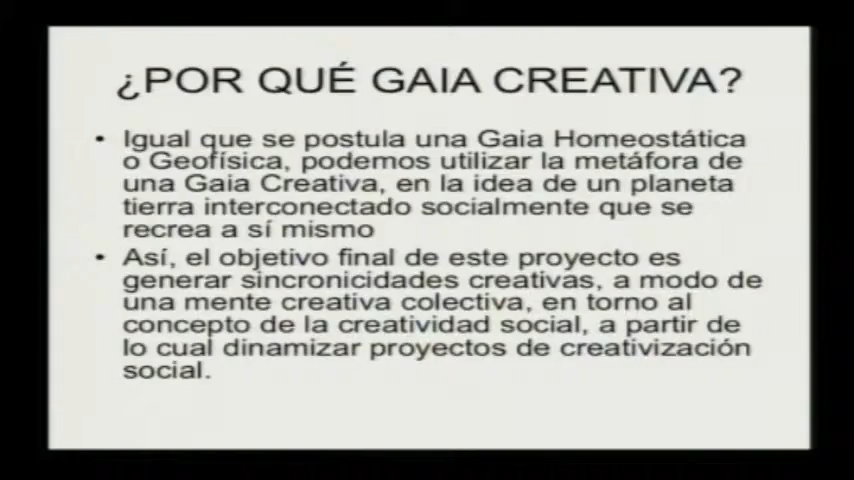 ¿POR QUÉ GAIA CREATIVA?
• Igual que se postula una Gaia Homeostática
o Geofísica, podemos utilizar la metáfora de
una Gaia Creativa, en la idea de un planeta
tierra interconectado socialmente que se
recrea a sí mismo
• Así, el objetivo final de este proyecto es
generar sincronicidades creativas, a modo de
una mente creativa colectiva, en torno al
concepto de la creatividad social, a partir de
lo cual dinamizar proyectos de creativización
social.